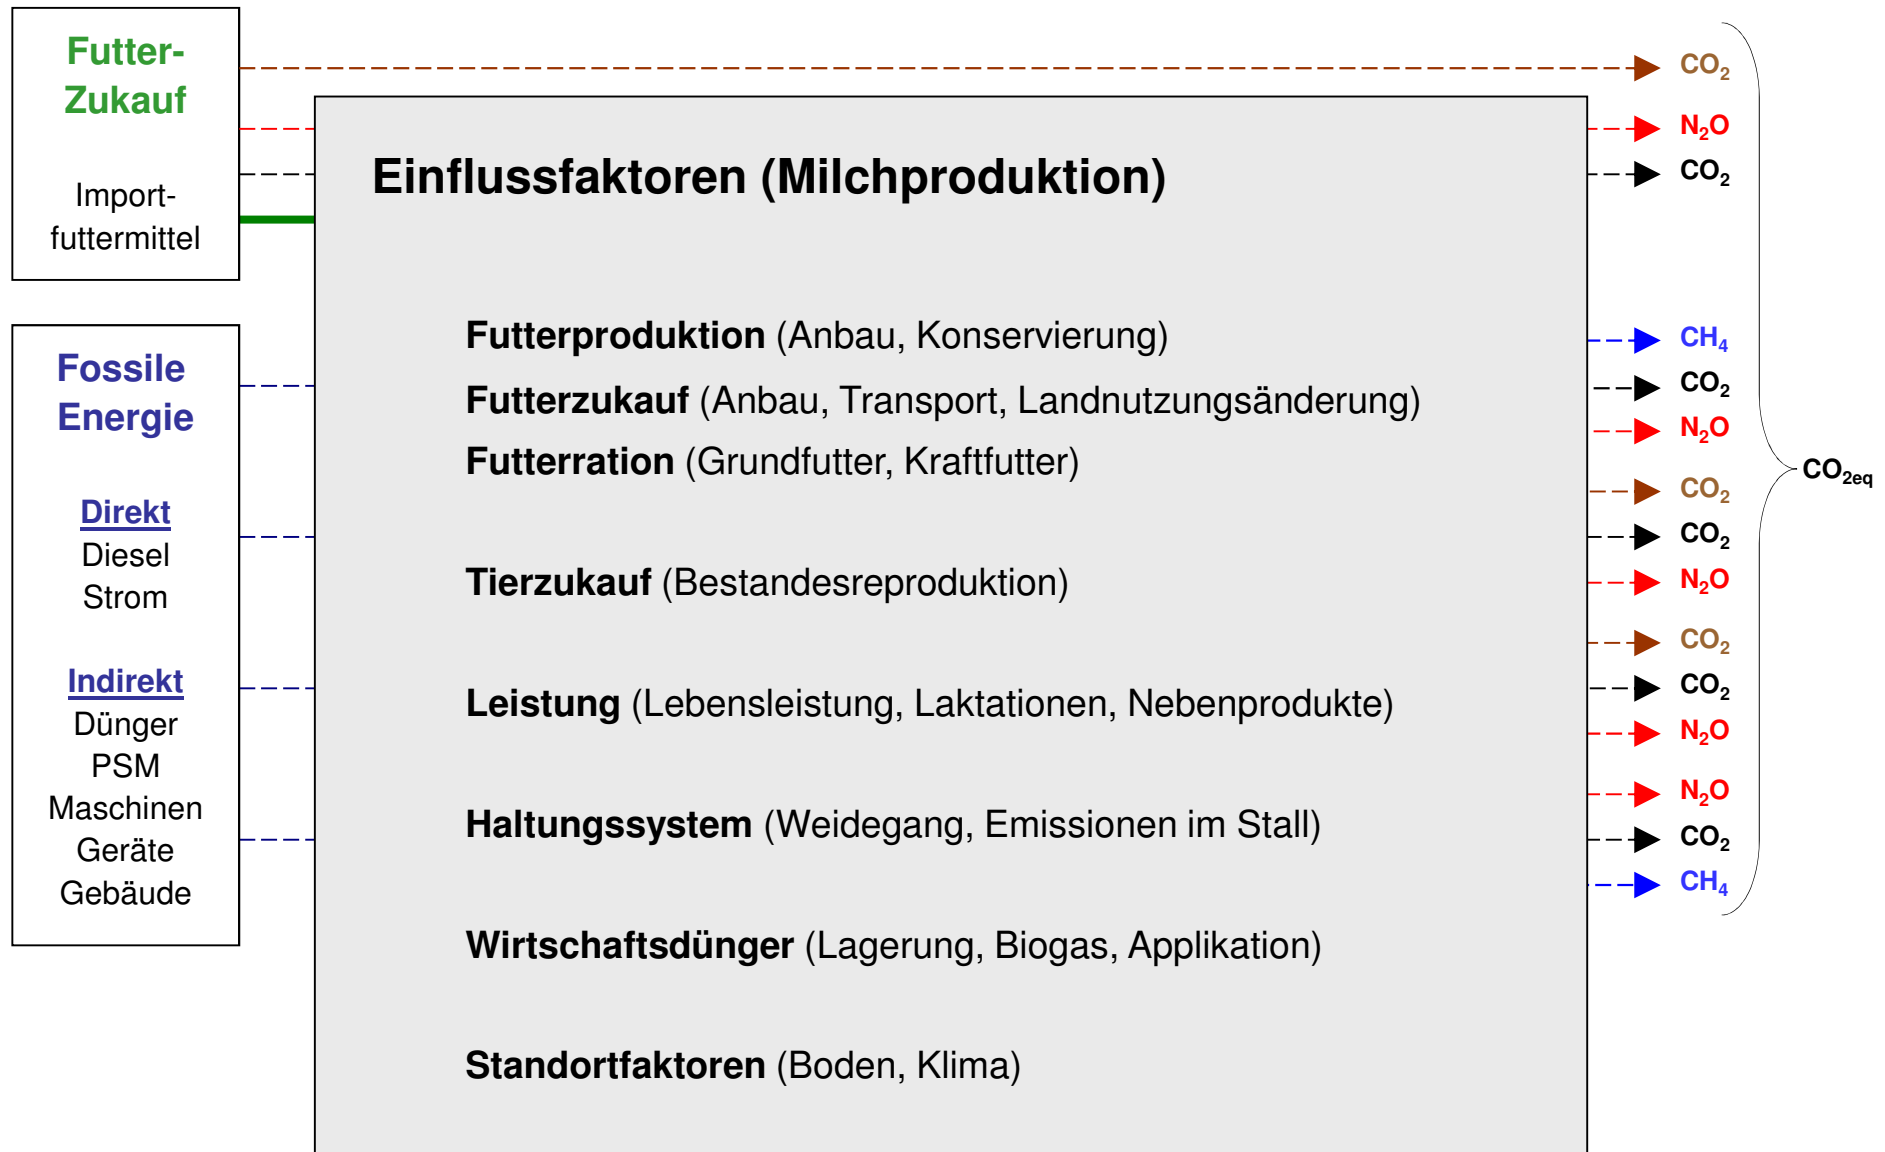 Futter-
Zukauf
Import-
futtermittel
Fossile
Energie
Direkt
Diesel
Strom
Indirekt
Dünger
PSM
Maschinen
Geräte
Gebäude
Einflussfaktoren (Milchproduktion)
Futterproduktion (Anbau, Konservierung)
Futterzukauf (Anbau, Transport, Landnutzungsänderung)
Futterration (Grundfutter, Kraftfutter)
Tierzukauf (Bestandesreproduktion)
Leistung (Lebensleistung, Laktationen, Nebenprodukte)
Haltungssystem (Weidegang, Emissionen im Stall)
Wirtschaftsdünger (Lagerung, Biogas, Applikation)
Standortfaktoren (Boden, Klima)
CO₂
N₂O
CO₂
CH₄
CO₂
N₂O
CO₂
CO₂
N₂O
CO₂
CO₂
N₂O
N₂O
CO₂
CH₄
CO₂eq